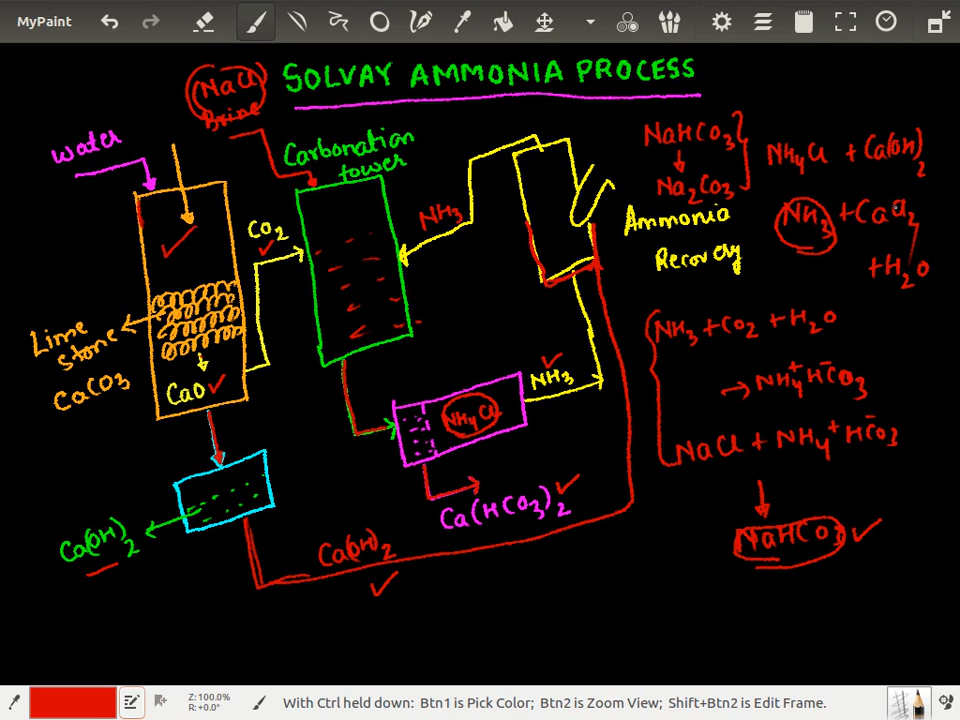 MyPaint
SOLVAY AMMONIA PROCESS
NaCl
Brine
water
Carbonation
tower
CO2
NH3
NaHCO3
Na2CO3
NH4Cl + Ca(OH)2
NH3 + CaCl2
+ H2O
Ammonia
Recovery
Lime
stone
CaCO3
CaO
NH3 + CO2 + H2O
→ NH4+ HCO3-
NaCl + NH4+ HCO3-
NaHCO3
NH3
NH4Cl
Ca(HCO3)2
Ca(OH)2
Ca(OH)2
Z: 100.0%
R: +0.0°
With Ctrl held down: Btn1 is Pick Color; Btn2 is Zoom View; Shift+Btn2 is Edit Frame.